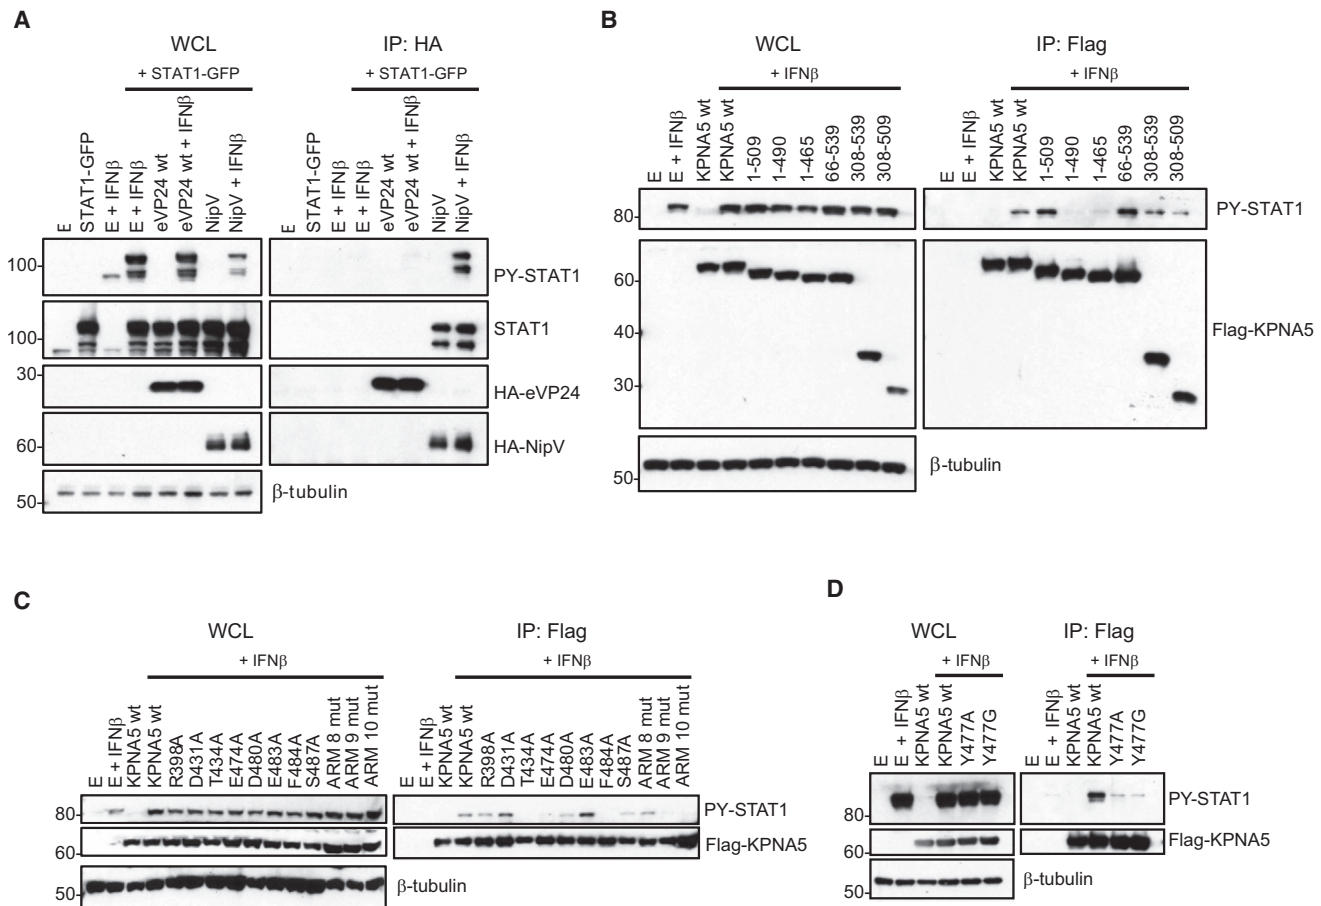 A
WCL
IP: HA
+ STAT1-GFP
+ STAT1-GFP
E
STAT1-GFP
E + IFNβ
E + IFNβ
eVP24 wt
eVP24 wt + IFNβ
NipV
NipV + IFNβ
E
STAT1-GFP
E + IFNβ
E + IFNβ
eVP24 wt
eVP24 wt + IFNβ
NipV
NipV + IFNβ
100
PY-STAT1
100
STAT1
30
HA-eVP24
60
HA-NipV
50
β-tubulin
B
WCL
IP: Flag
+ IFNβ
+ IFNβ
E
E + IFNβ
KPNA5 wt
KPNA5 wt
1-509
1-490
1-465
66-539
308-539
308-509
E
E + IFNβ
KPNA5 wt
KPNA5 wt
1-509
1-490
1-465
66-539
308-539
308-509
80
PY-STAT1
60
40
30
Flag-KPNA5
50
β-tubulin
C
WCL
IP: Flag
+ IFNβ
+ IFNβ
E
E + IFNβ
KPNA5 wt
KPNA5 wt
R398A
D431A
T434A
E474A
D480A
E483A
F484A
S487A
ARM 8 mut
ARM 9 mut
ARM 10 mut
E
E + IFNβ
KPNA5 wt
KPNA5 wt
R398A
D431A
T434A
E474A
D480A
E483A
F484A
S487A
ARM 8 mut
ARM 9 mut
ARM 10 mut
80
PY-STAT1
60
Flag-KPNA5
50
β-tubulin
D
WCL
IP: Flag
+ IFNβ
+ IFNβ
E
E + IFNβ
KPNA5 wt
KPNA5 wt
Y477A
Y477G
E
E + IFNβ
KPNA5 wt
KPNA5 wt
Y477A
Y477G
80
PY-STAT1
60
Flag-KPNA5
50
β-tubulin